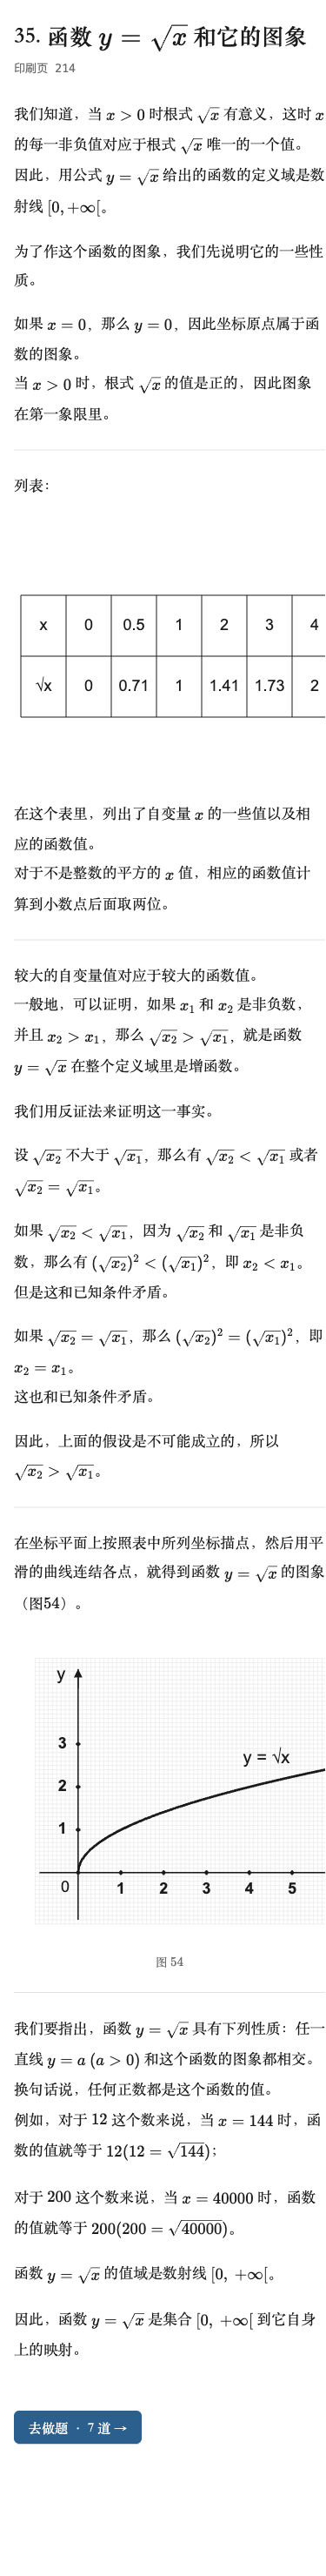 35. 函数 y = √x 和它的图象
印刷页 214
我们知道，当 x > 0 时根式 √x 有意义，这时 x
的每一非负值对应于根式 √x 唯一的一个值。
因此，用公式 y = √x 给出的函数的定义域是数
射线 [0, +∞[。
为了作这个函数的图象，我们先说明它的一些性
质。
如果 x = 0，那么 y = 0，因此坐标原点属于函
数的图象。
当 x > 0 时，根式 √x 的值是正的，因此图象
在第一象限里。
列表：
x 0 0.5 1 2 3 4
√x 0 0.71 1 1.41 1.73 2
在这个表里，列出了自变量 x 的一些值以及相
应的函数值。
对于不是整数的平方的 x 值，相应的函数值计
算到小数点后面取两位。
较大的自变量值对应于较大的函数值。
一般地，可以证明，如果 x₁ 和 x₂ 是非负数，
并且 x₂ > x₁，那么 √x₂ > √x₁，就是函数
y = √x 在整个定义域里是增函数。
我们用反证法来证明这一事实。
设 √x₂ 不大于 √x₁，那么有 √x₂ < √x₁ 或者
√x₂ = √x₁。
如果 √x₂ < √x₁，因为 √x₂ 和 √x₁ 是非负
数，那么有 (√x₂)² < (√x₁)²，即 x₂ < x₁。
但是这和已知条件矛盾。
如果 √x₂ = √x₁，那么 (√x₂)² = (√x₁)²，即
x₂ = x₁。
这也和已知条件矛盾。
因此，上面的假设是不可能成立的，所以
√x₂ > √x₁。
在坐标平面上按照表中所列坐标描点，然后用平
滑的曲线连结各点，就得到函数 y = √x 的图象
（图54）。
y
3
y = √x
2
1
0 1 2 3 4 5
图 54
我们要指出，函数 y = √x 具有下列性质：任一
直线 y = a (a > 0) 和这个函数的图象都相交。
换句话说，任何正数都是这个函数的值。
例如，对于 12 这个数来说，当 x = 144 时，函
数的值就等于 12(12 = √144)；
对于 200 这个数来说，当 x = 40000 时，函数
的值就等于 200(200 = √40000)。
函数 y = √x 的值域是数射线 [0, +∞[。
因此，函数 y = √x 是集合 [0, +∞[ 到它自身
上的映射。
去做题 · 7 道 →